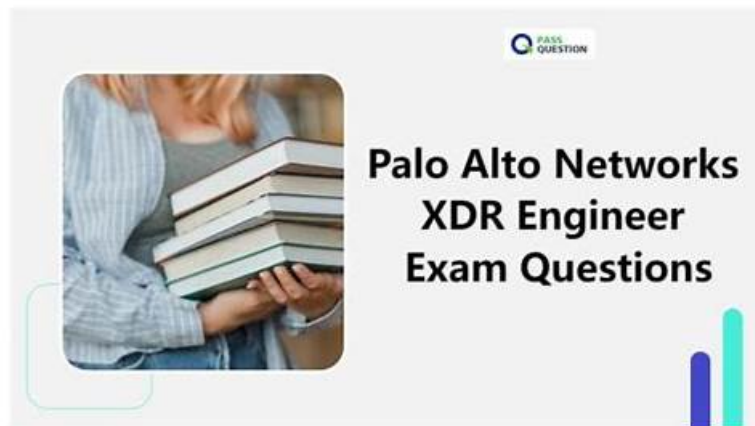 PASS
QUESTION
Palo Alto Networks
XDR Engineer
Exam Questions